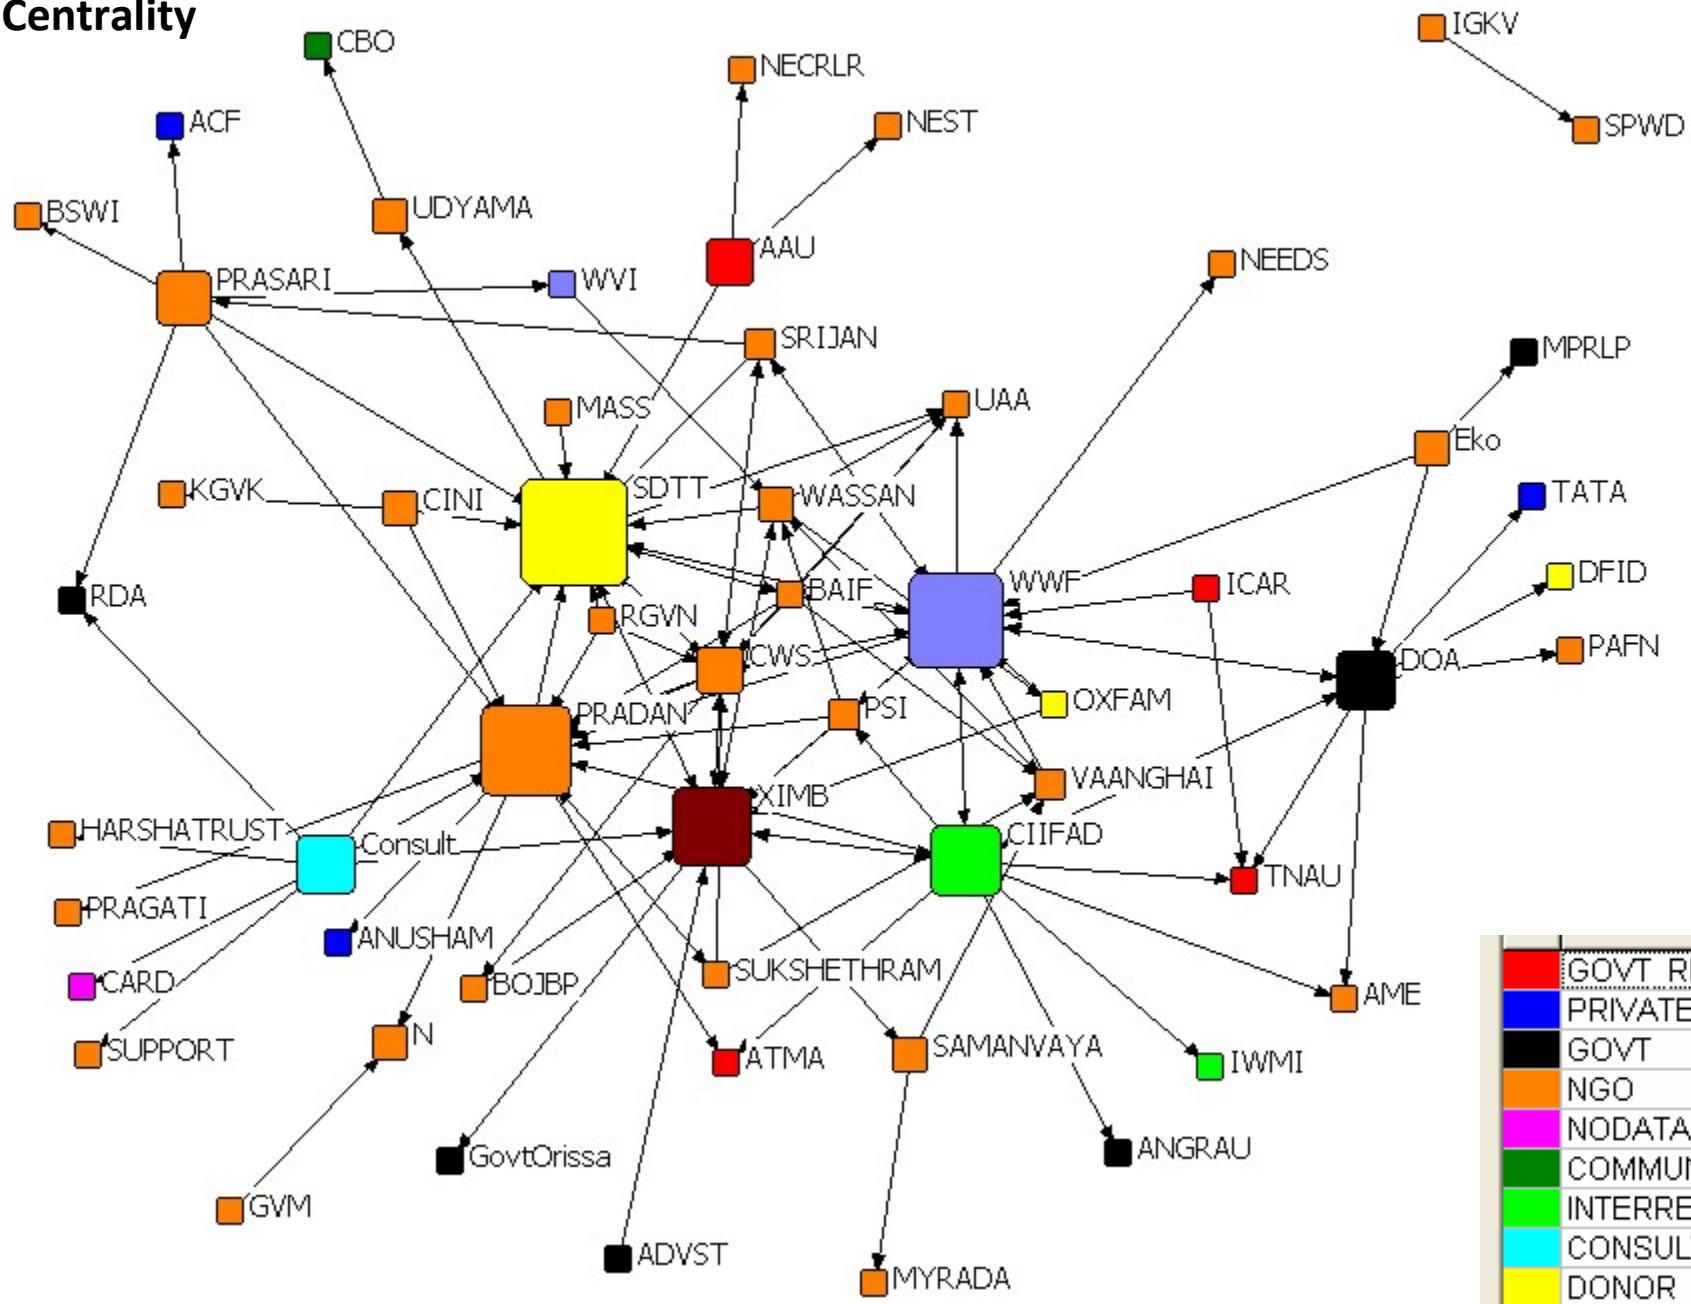 Centrality
CBO
IGKV
NECRLR
ACF
NEST
SPWD
BSWI
UDYAMA
AAU
NEEDS
PRASARI
WVI
SRIJAN
MPRLP
MASS
UAA
Eko
KGVK
CINI
SDTT
WASSAN
TATA
DFID
RDA
RGVN
BAIF
WWF
ICAR
CWS
DOA
PAFN
PRADAN
PSI
OXFAM
XIMB
VAANGHAI
HARSHATRUST
Consult
CIIFAD
TNAU
PRAGATI
ANUSHAM
CARD
BOJBP
SUKSHETHRAM
AME
SUPPORT
N
ATMA
SAMANVAYA
IWMI
GovtOrissa
ANGRAU
GVM
ADVST
MYRADA
GOVT
PRIVATE
GOVT
NGO
NODATA
DONOR